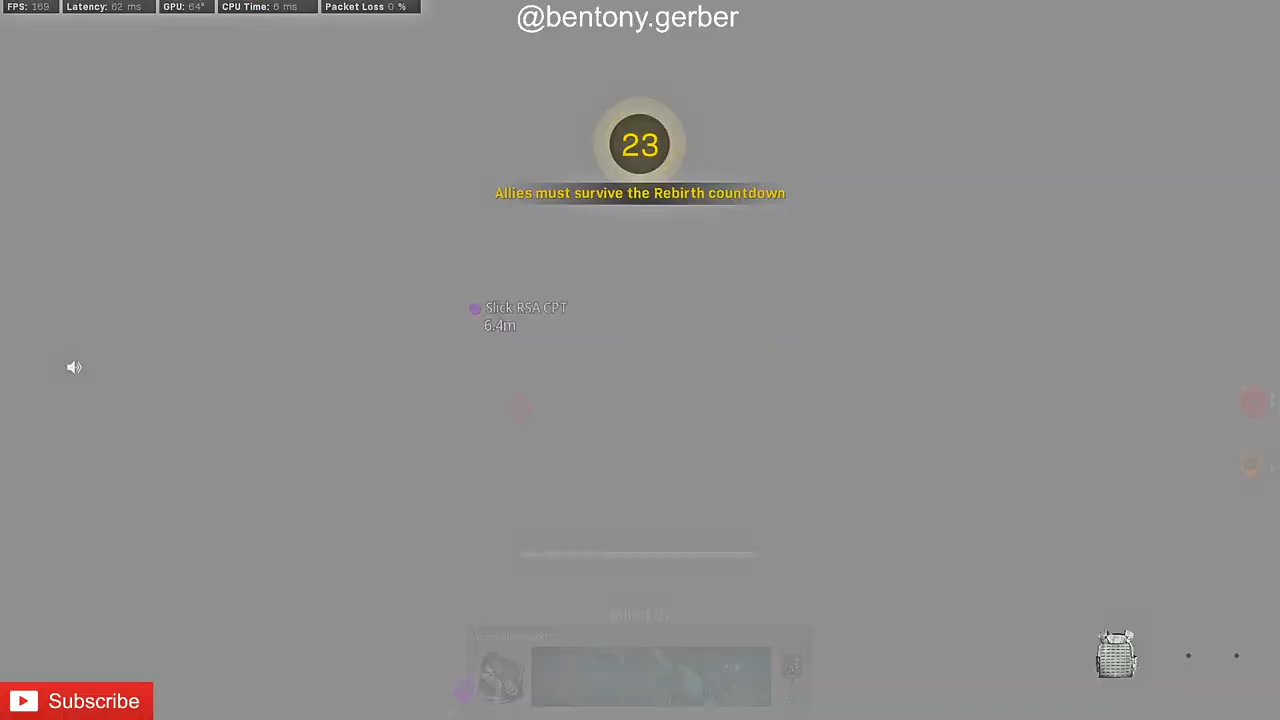 FPS: 169 Latency: 62 ms GPU: 64° CPU Time: 6 ms Packet Loss 0 %
@bentony.gerber
23
Allies must survive the Rebirth countdown
Slick RSA CPT
6.4m
Subscribe